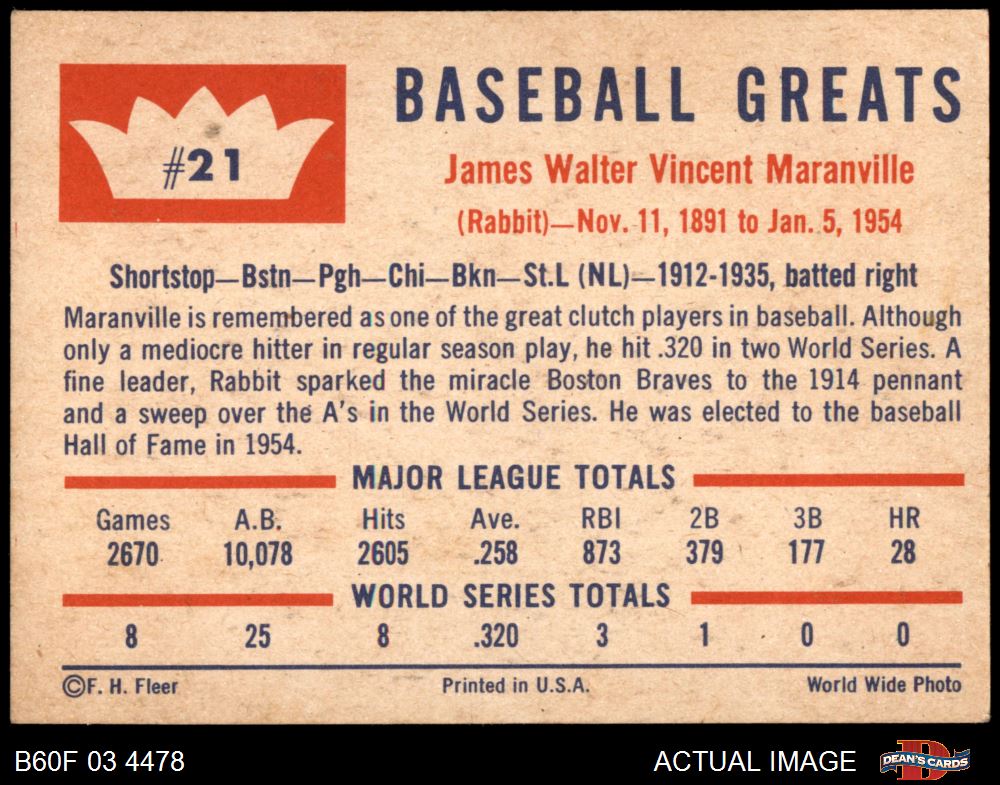 #21
BASEBALL GREATS
James Walter Vincent Maranville
(Rabbit)—Nov. 11, 1891 to Jan. 5, 1954
Shortstop—Bstn—Pgh—Chi—Bkn—St.L (NL)—1912-1935, batted right
Maranville is remembered as one of the great clutch players in baseball. Although
only a mediocre hitter in regular season play, he hit .320 in two World Series. A
fine leader, Rabbit sparked the miracle Boston Braves to the 1914 pennant
and a sweep over the A's in the World Series. He was elected to the baseball
Hall of Fame in 1954.
MAJOR LEAGUE TOTALS
Games A.B. Hits Ave. RBI 2B 3B HR
2670 10,078 2605 .258 873 379 177 28
WORLD SERIES TOTALS
8 25 8 .320 3 1 0 0
©F. H. Fleer Printed in U.S.A. World Wide Photo
B60F 03 4478 ACTUAL IMAGE D DEAN'S CARDS